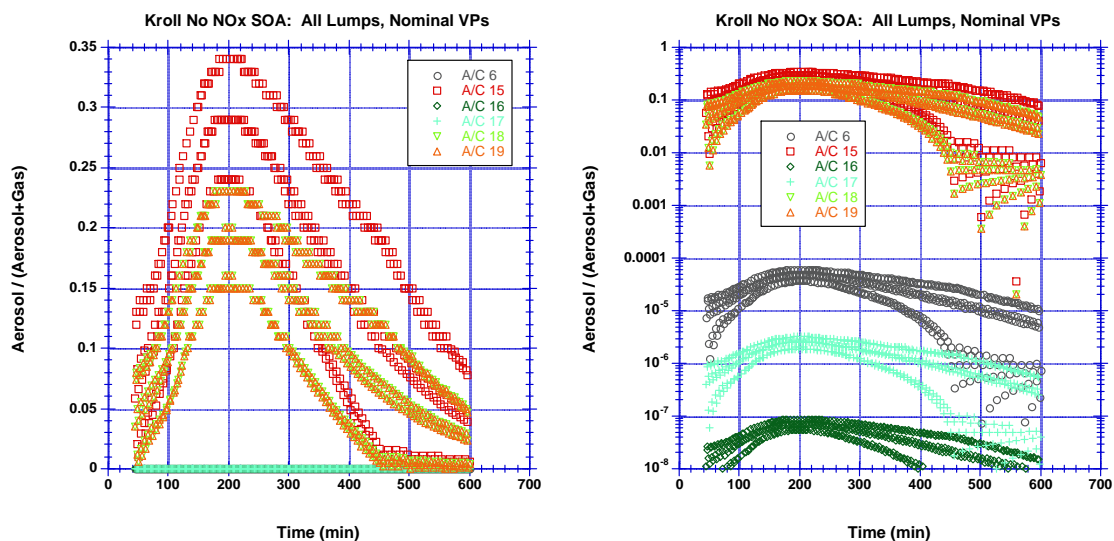 Kroll No NOx SOA: All Lumps, Nominal VPs
0.35
0.3
0.25
0.2
0.15
0.1
0.05
0
Aerosol / (Aerosol+Gas)
A/C 6
A/C 15
A/C 16
A/C 17
A/C 18
A/C 19
0 100 200 300 400 500 600 700
Time (min)
Kroll No NOx SOA: All Lumps, Nominal VPs
1
0.1
0.01
0.001
0.0001
10-5
10-6
10-7
10-8
Aerosol / (Aerosol+Gas)
A/C 6
A/C 15
A/C 16
A/C 17
A/C 18
A/C 19
0 100 200 300 400 500 600 700
Time (min)